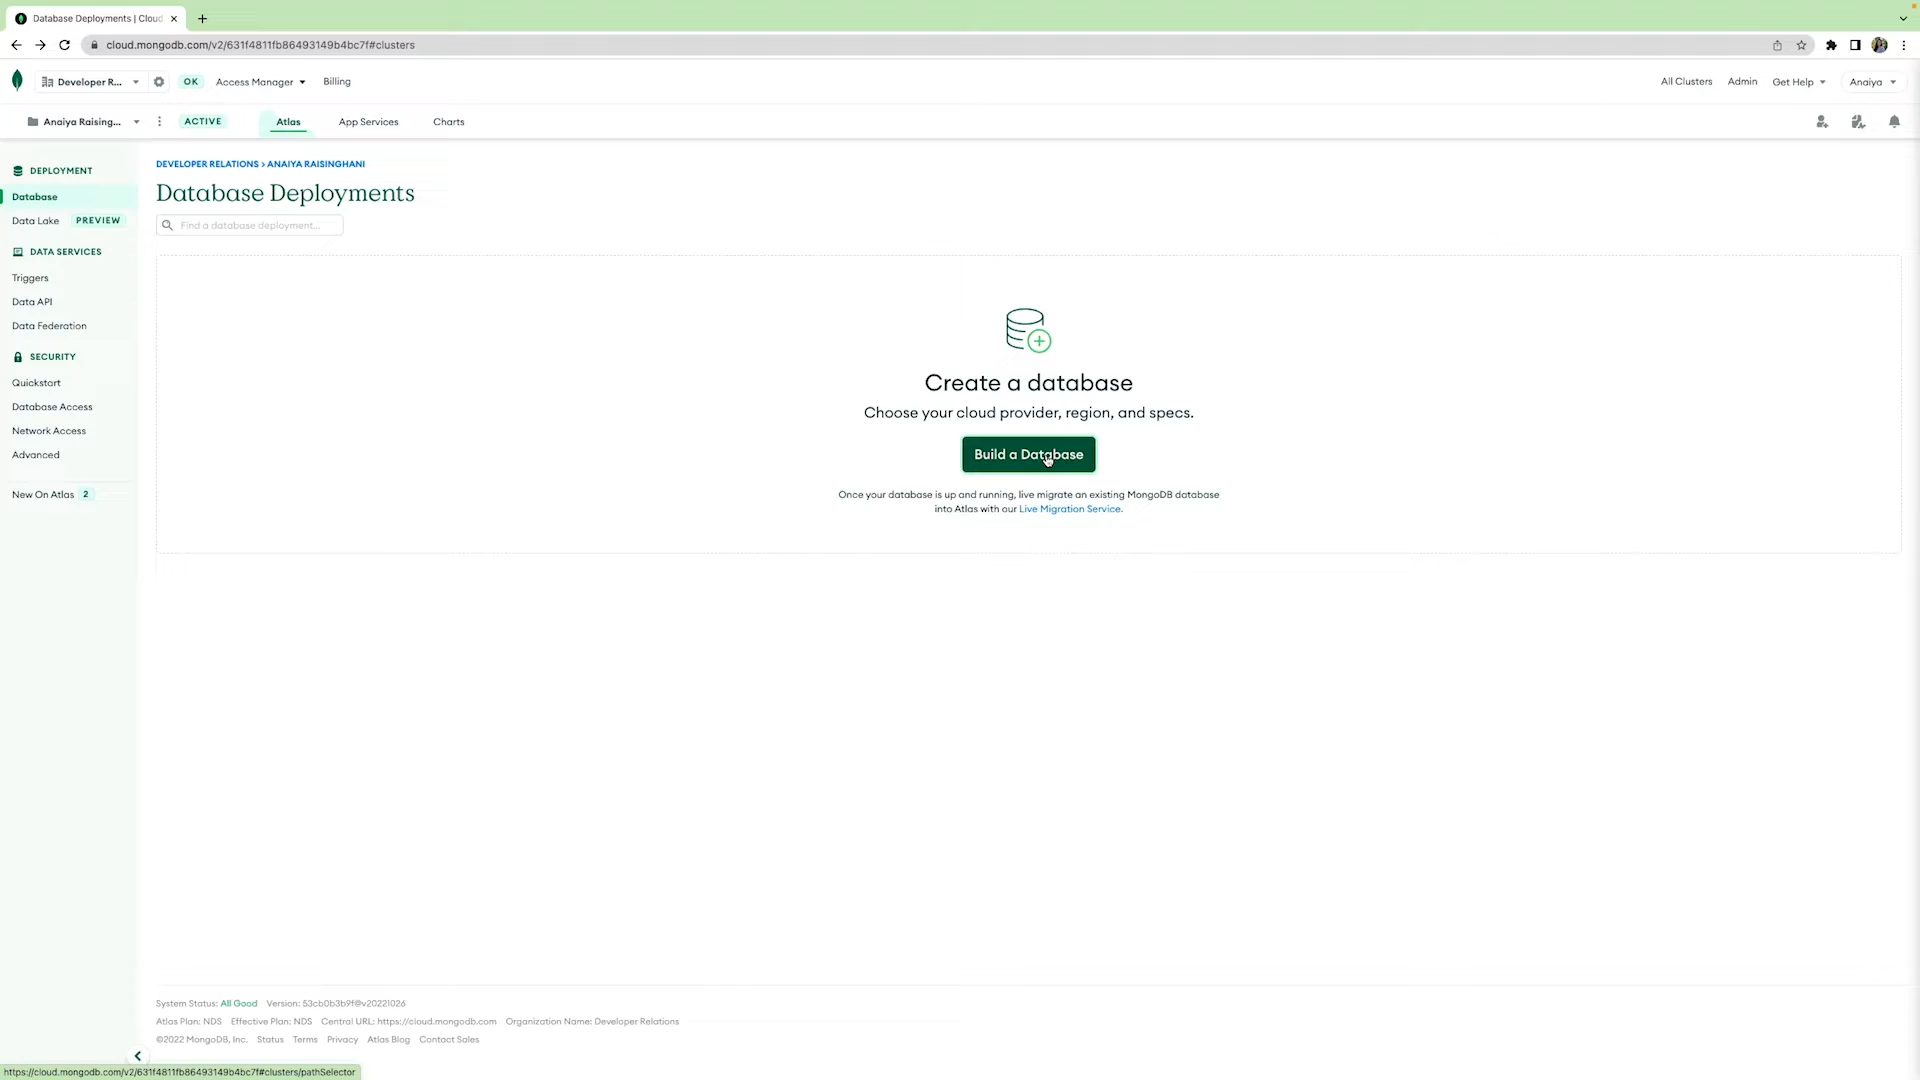 Database Deployments | Cloud
cloud.mongodb.com/v2/631f4811fb86493149b4bc7f#clusters
Developer R... OK Access Manager Billing All Clusters Admin Get Help Anaiya
Anaiya Raising... ACTIVE Atlas App Services Charts
DEPLOYMENT
Database
Data Lake PREVIEW
DATA SERVICES
Triggers
Data API
Data Federation
SECURITY
Quickstart
Database Access
Network Access
Advanced
New On Atlas 2
DEVELOPER RELATIONS > ANAIYA RAISINGHANI
Database Deployments
Find a database deployment...
Create a database
Choose your cloud provider, region, and specs.
Build a Database
Once your database is up and running, live migrate an existing MongoDB database
into Atlas with our Live Migration Service.
System Status: All Good Version: 53cb0b3b9f@v20221026
Atlas Plan: NDS Effective Plan: NDS Central URL: https://cloud.mongodb.com Organization Name: Developer Relations
©2022 MongoDB, Inc. Status Terms Privacy Atlas Blog Contact Sales
https://cloud.mongodb.com/v2/631f4811fb86493149b4bc7f#clusters/pathSelector